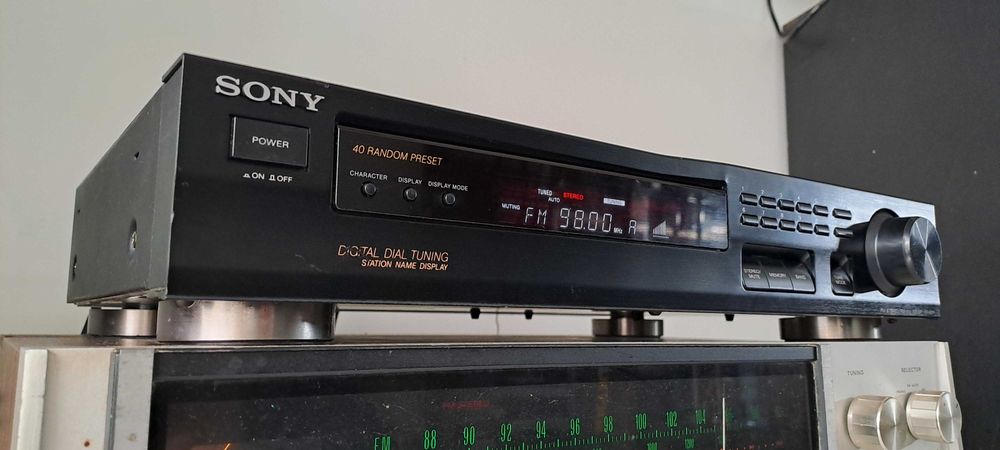 SONY
POWER
ON OFF
40 RANDOM PRESET
CHARACTER DISPLAY DISPLAY MODE
TUNED STEREO
AUTO
MUTING
FM 98.00 MHz A
DIGITAL DIAL TUNING
STATION NAME DISPLAY
STEREO/
MUTE MEMORY BAND
MODE
TUNING SELECTOR
FM 88 90 92 94 96 98 100 102 104